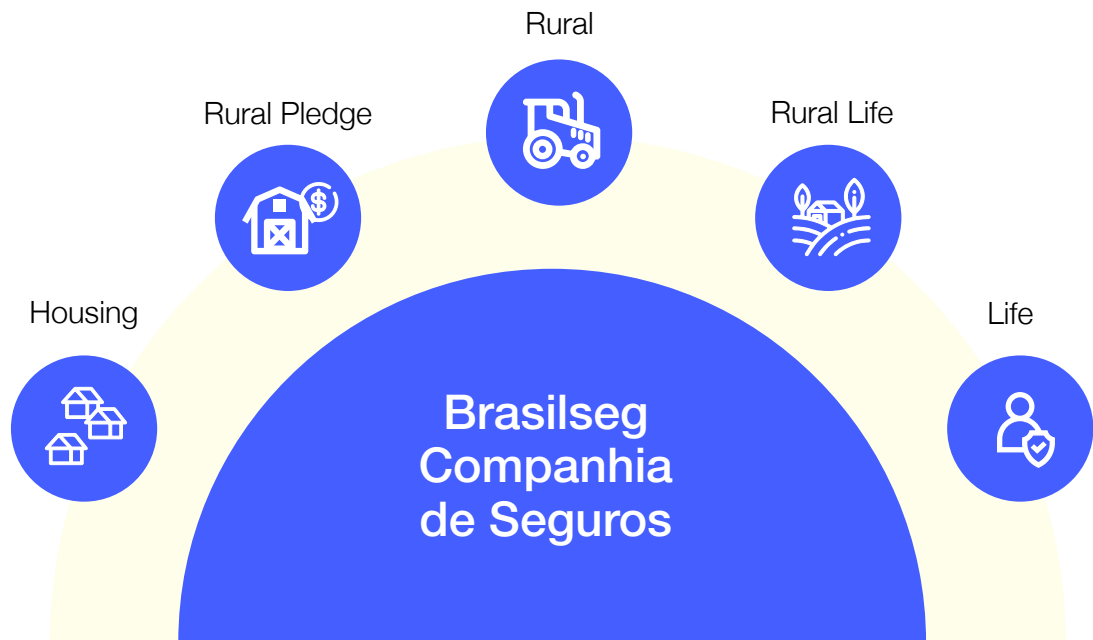 Rural
Rural Pledge
Rural Life
Housing
Life
$
Brasilseg
Companhia
de Seguros